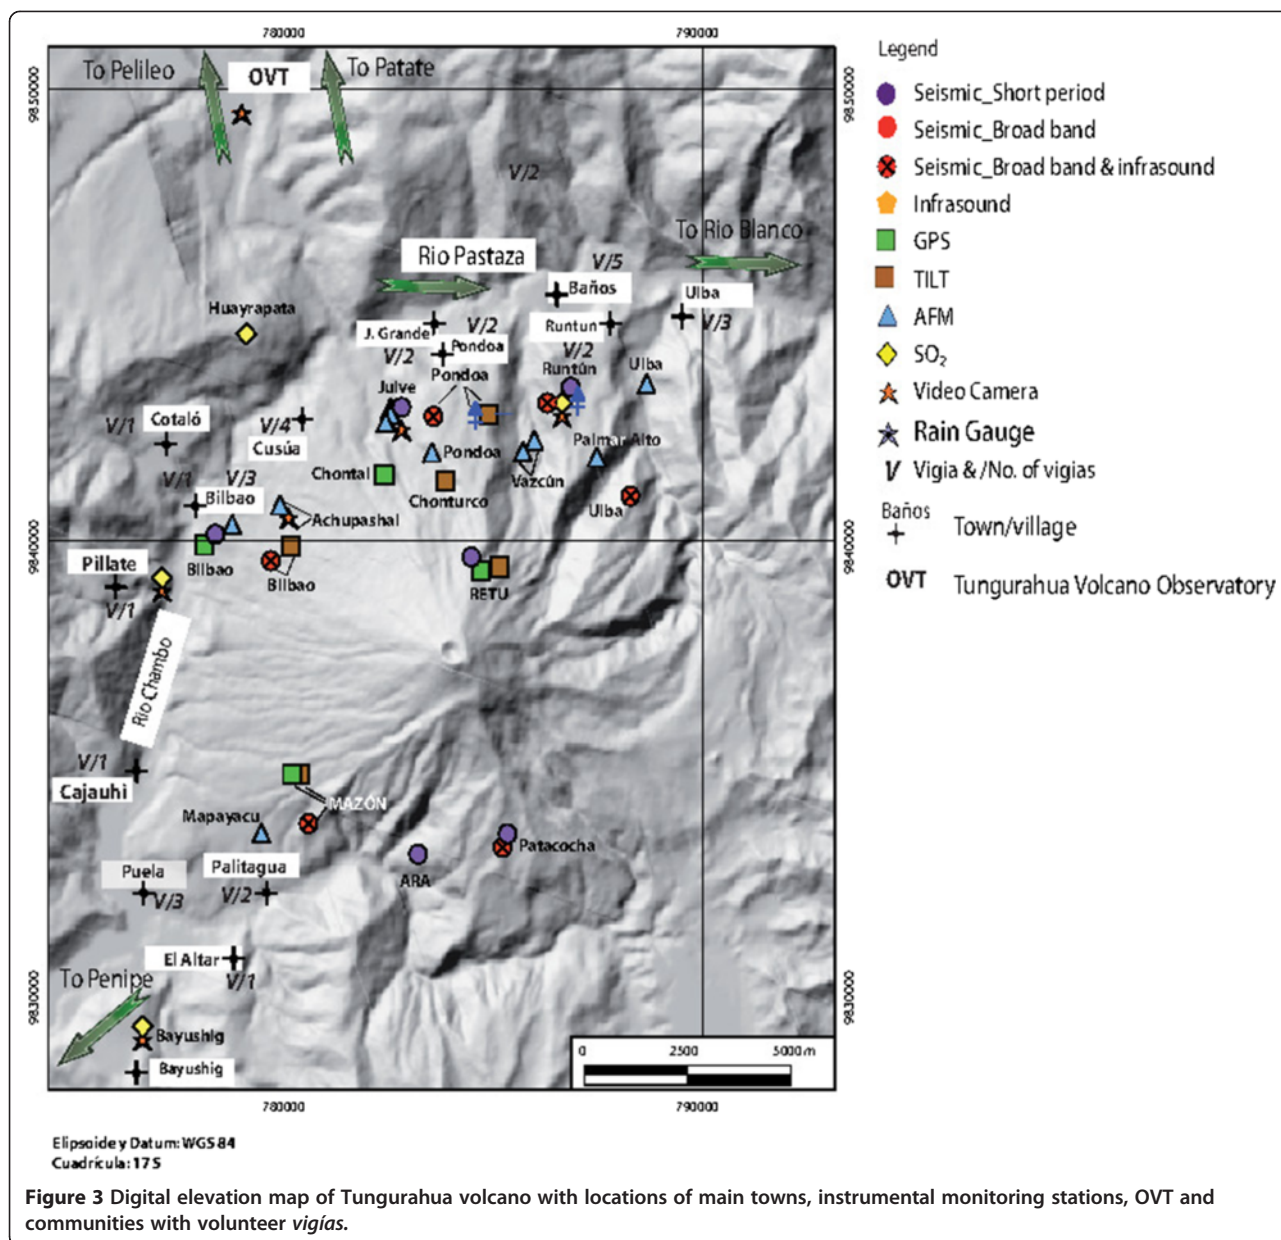 780000
790000
To Pelileo
OVT
To Patate
9850000
9850000
V/2
To Rio Blanco
Rio Pastaza
V/5
Baños
Ulba
Huayrapata
J. Grande
V/2
Runtun
V/3
V/2
Pondoa
V/2
Runtún
Ulba
Pondoa
Julve
Cotaló
V/1
V/4
Cusúa
Palmar Alto
Pondoa
Chontal
Vazcún
V/1
V/3
Bilbao
Chonturco
Ulba
Achupashal
9840000
9840000
Pillate
Bilbao
Bilbao
RETU
V/1
Rio Chambo
V/1
Cajauhi
MAZÓN
Mapayacu
Patacocha
Puela
Palitagua
ARA
V/3
V/2
El Altar
To Penipe
V/1
9830000
9830000
Bayushig
Bayushig
0
2500
5000 m
780000
790000
Legend
Seismic_Short period
Seismic_Broad band
Seismic_Broad band & infrasound
Infrasound
GPS
TILT
AFM
SO₂
Video Camera
Rain Gauge
V Vigia & /No. of vigias
Baños
Town/village
OVT Tungurahua Volcano Observatory
Elipsoide y Datum: WGS 84
Cuadrícula: 17S
Figure 3 Digital elevation map of Tungurahua volcano with locations of main towns, instrumental monitoring stations, OVT and
communities with volunteer vigías.